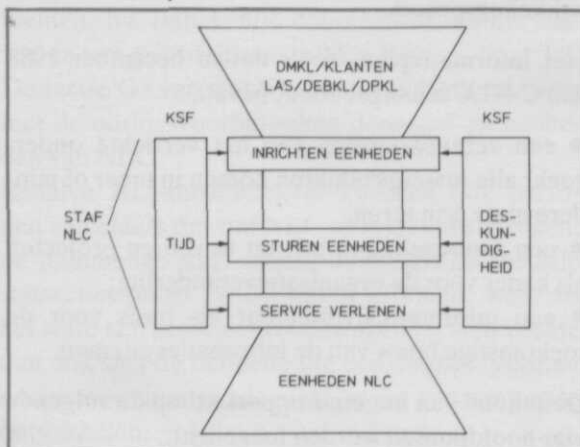 DMKL/KLANTEN
LAS/DEBKL/DPKL
KSF
KSF
INRICHTEN EENHEDEN
STAF
NLC
TIJD
STUREN EENHEDEN
DES-
KUN-
DIG-
HEID
SERVICE VERLENEN
EENHEDEN NLC